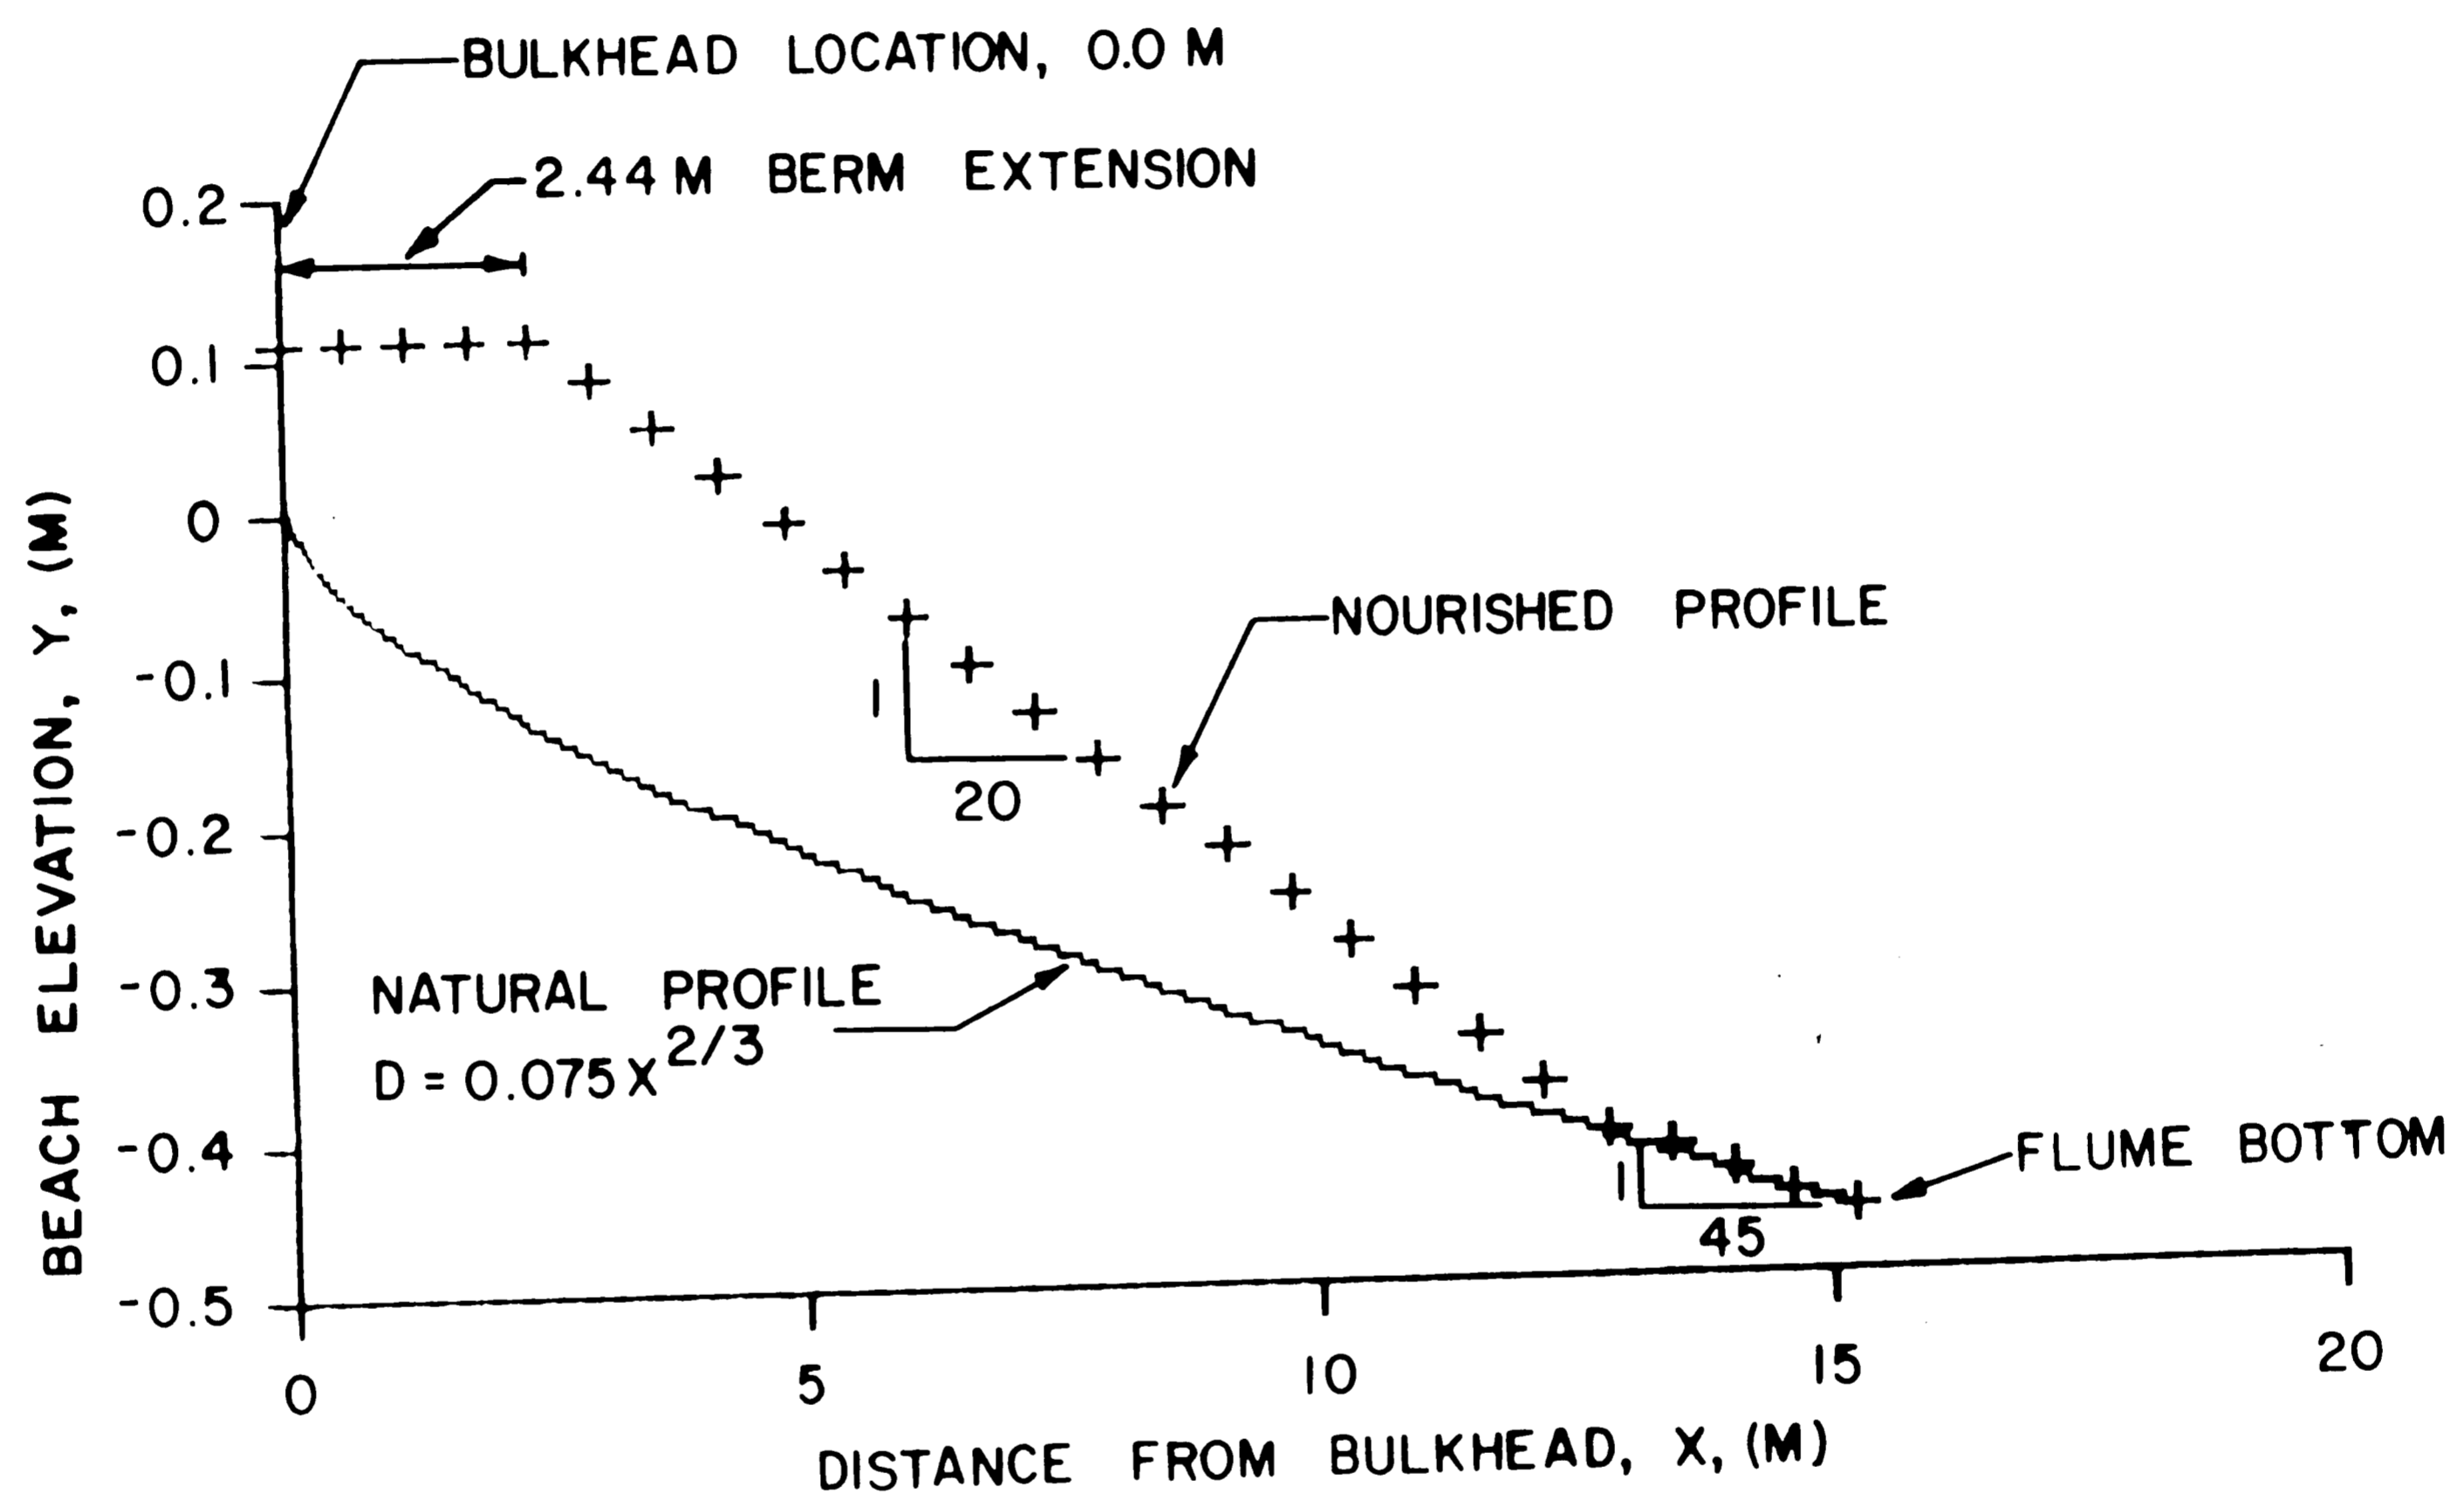 BULKHEAD LOCATION, 0.0 M
2.44 M BERM EXTENSION
0.2
0.1
0
-0.1
-0.2
-0.3
-0.4
-0.5
BEACH ELEVATION, Y, (M)
NOURISHED PROFILE
1
20
NATURAL PROFILE
D = 0.075 X^2/3
FLUME BOTTOM
1
45
0 5 10 15 20
DISTANCE FROM BULKHEAD, X, (M)